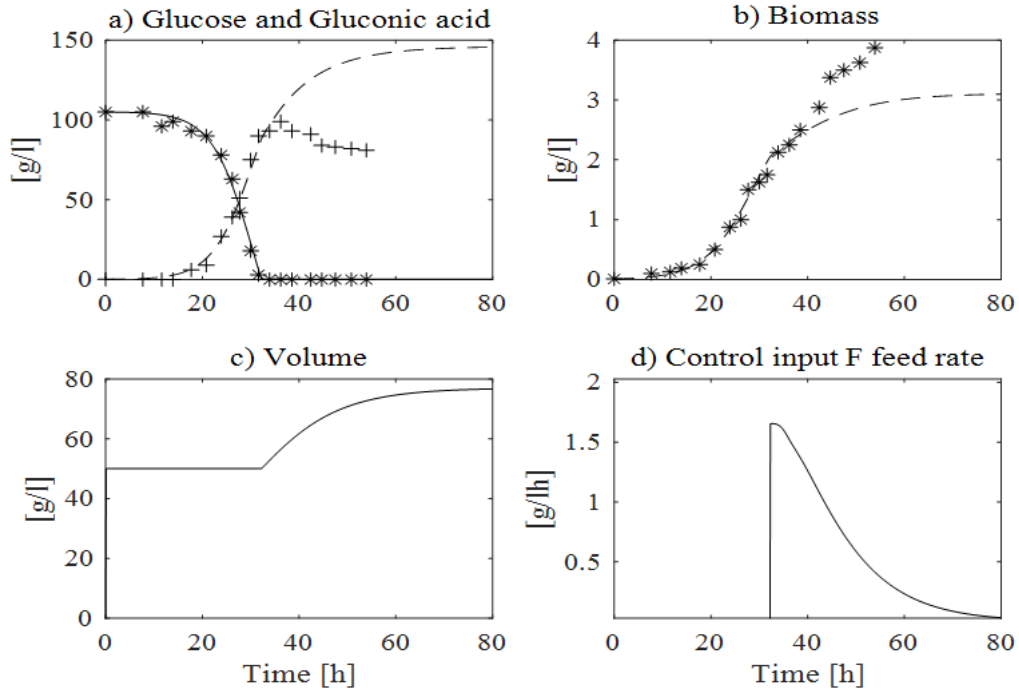 a) Glucose and Gluconic acid
150
100
50
0
[g/l]
0 20 40 60 80
b) Biomass
4
3
2
1
0
[g/l]
0 20 40 60 80
c) Volume
80
60
40
20
0
[g/l]
0 20 40 60 80
Time [h]
d) Control input F feed rate
2
1.5
1
0.5
[g/lh]
0 20 40 60 80
Time [h]